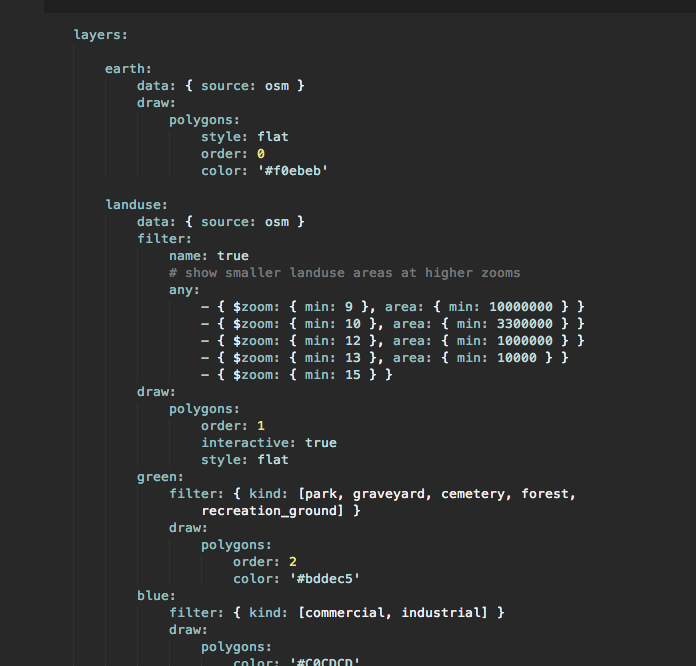 layers:
earth:
data: { source: osm }
draw:
polygons:
style: flat
order: 0
color: '#f0ebeb'
landuse:
data: { source: osm }
filter:
name: true
# show smaller landuse areas at higher zooms
any:
- { $zoom: { min: 9 }, area: { min: 10000000 } }
- { $zoom: { min: 10 }, area: { min: 3300000 } }
- { $zoom: { min: 12 }, area: { min: 1000000 } }
- { $zoom: { min: 13 }, area: { min: 10000 } }
- { $zoom: { min: 15 } }
draw:
polygons:
order: 1
interactive: true
style: flat
green:
filter: { kind: [park, graveyard, cemetery, forest,
recreation_ground] }
draw:
polygons:
order: 2
color: '#bddec5'
blue:
filter: { kind: [commercial, industrial] }
draw:
polygons:
color: '#C0CDCD'